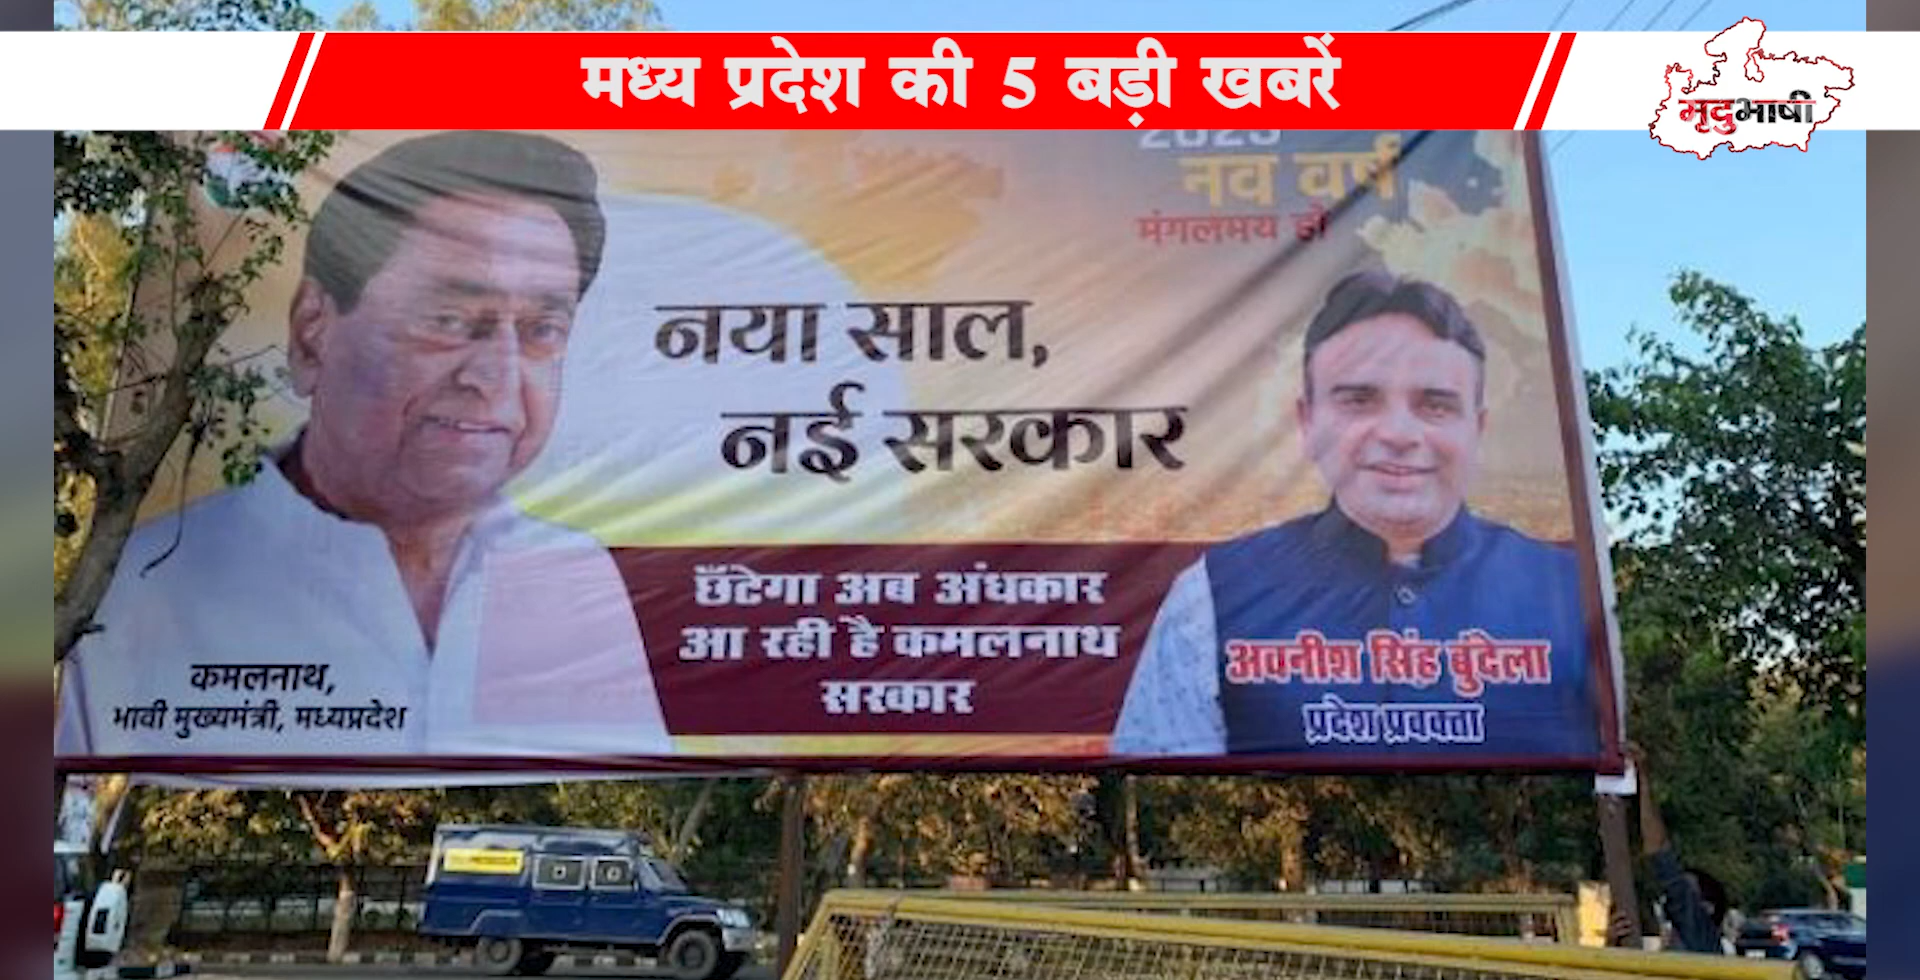 मध्य प्रदेश की 5 बड़ी खबरें
मृदुभाषी
2023
नव वर्ष
मंगलमय हो
नया साल,
नई सरकार
छँटेगा अब अंधकार
आ रही है कमलनाथ
सरकार
कमलनाथ,
भावी मुख्यमंत्री, मध्यप्रदेश
अवनीश सिंह बुंदेला
प्रदेश प्रवक्ता